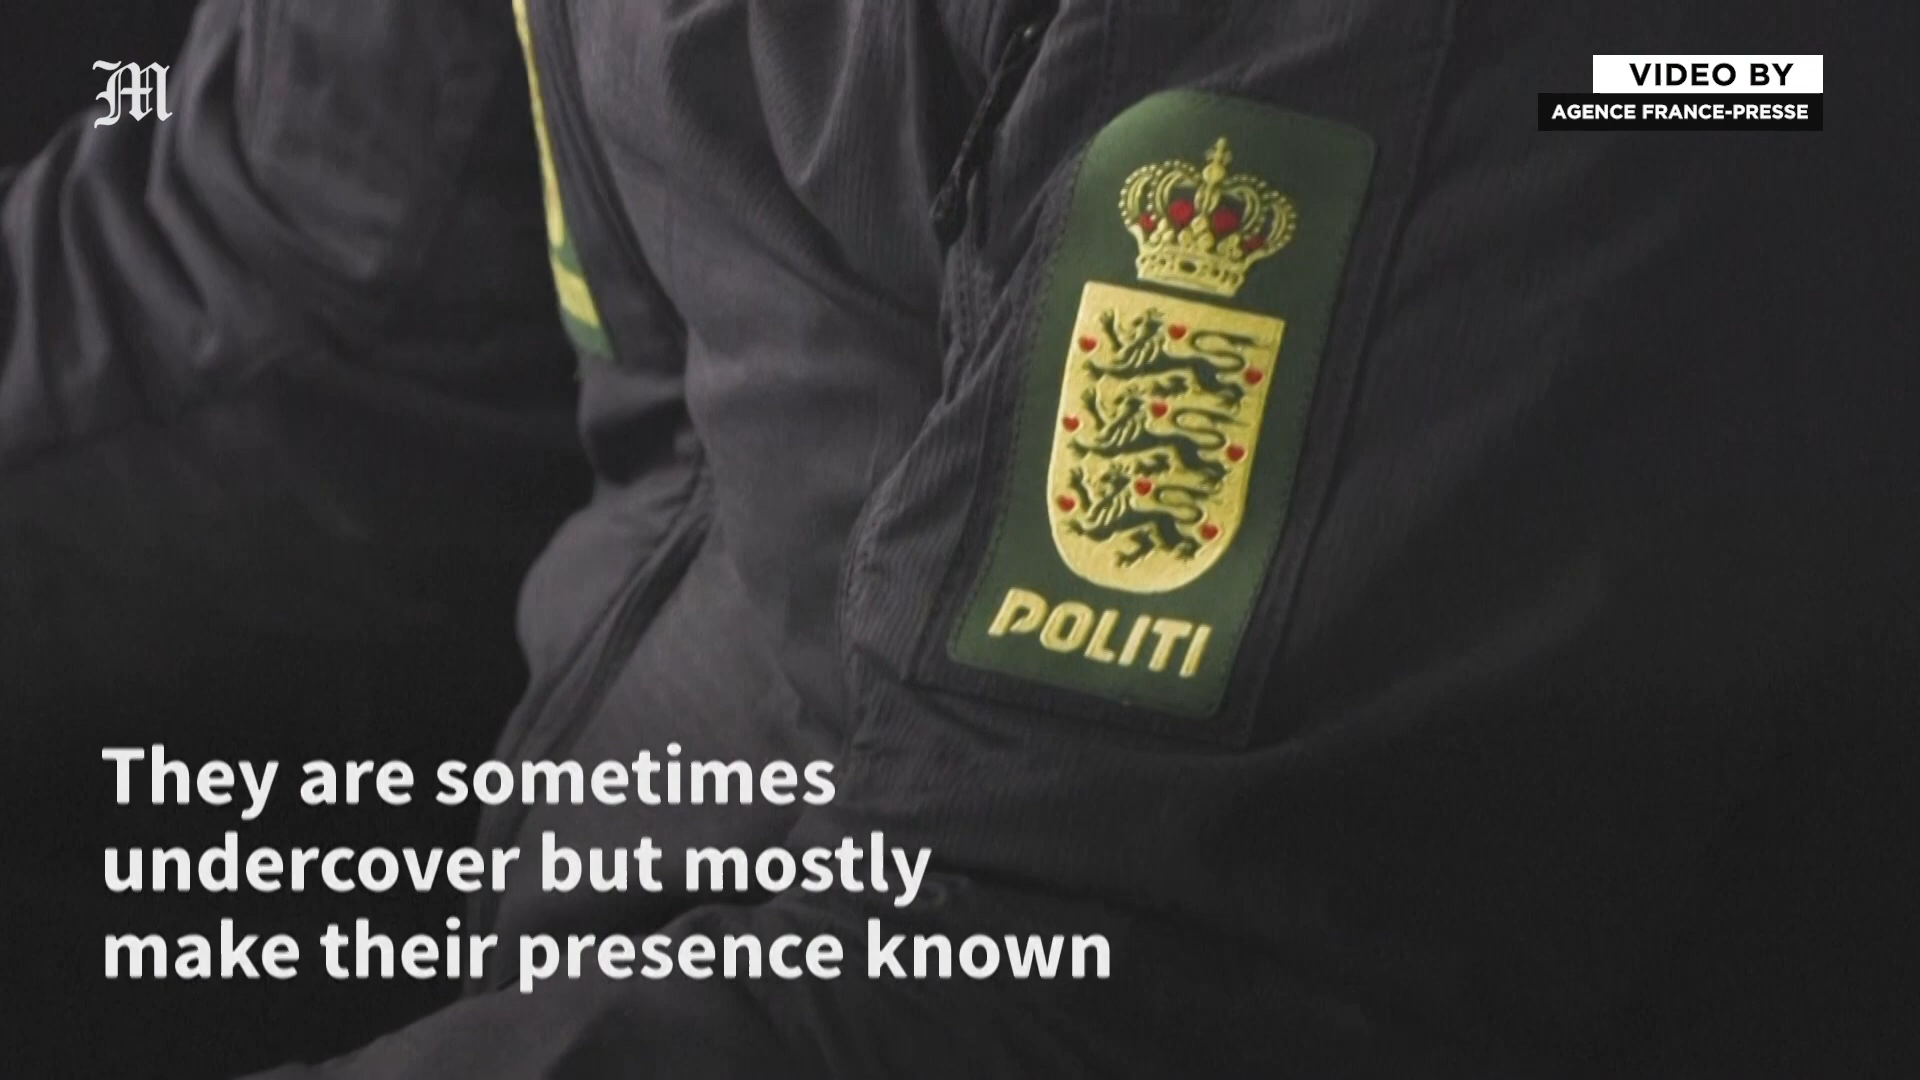 M
VIDEO BY
AGENCE FRANCE-PRESSE
POLITI
They are sometimes
undercover but mostly
make their presence known